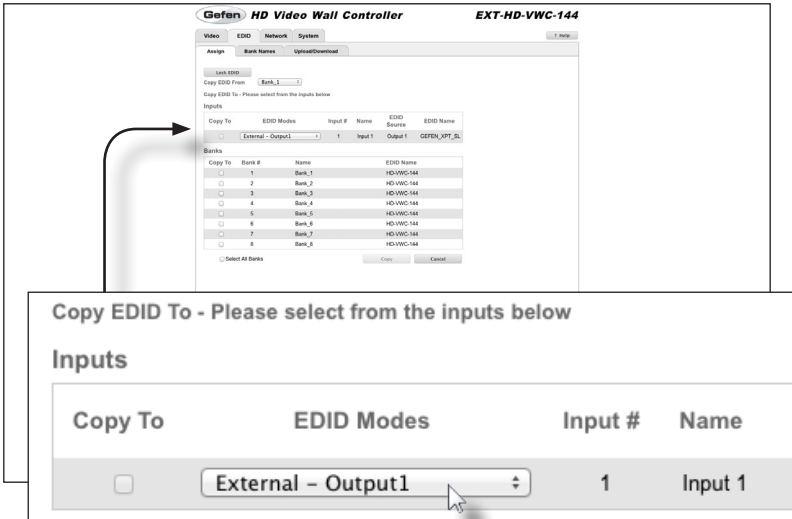 Gefen HD Video Wall Controller EXT-HD-VWC-144
Video EDID Network System ? Help
Assign Bank Names Upload/Download
Lock EDID
Copy EDID From Bank_1
Copy EDID To - Please select from the inputs below
Inputs
Copy To EDID Modes Input # Name EDID Source EDID Name
External - Output1 1 Input 1 Output 1 GEFEN_XPT_SL
Banks
Copy To Bank # Name EDID Name
1 Bank_1 HD-VWC-144
2 Bank_2 HD-VWC-144
3 Bank_3 HD-VWC-144
4 Bank_4 HD-VWC-144
5 Bank_5 HD-VWC-144
6 Bank_6 HD-VWC-144
7 Bank_7 HD-VWC-144
8 Bank_8 HD-VWC-144
Select All Banks Copy Cancel
Copy EDID To - Please select from the inputs below
Inputs
Copy To EDID Modes Input # Name
External – Output1 1 Input 1